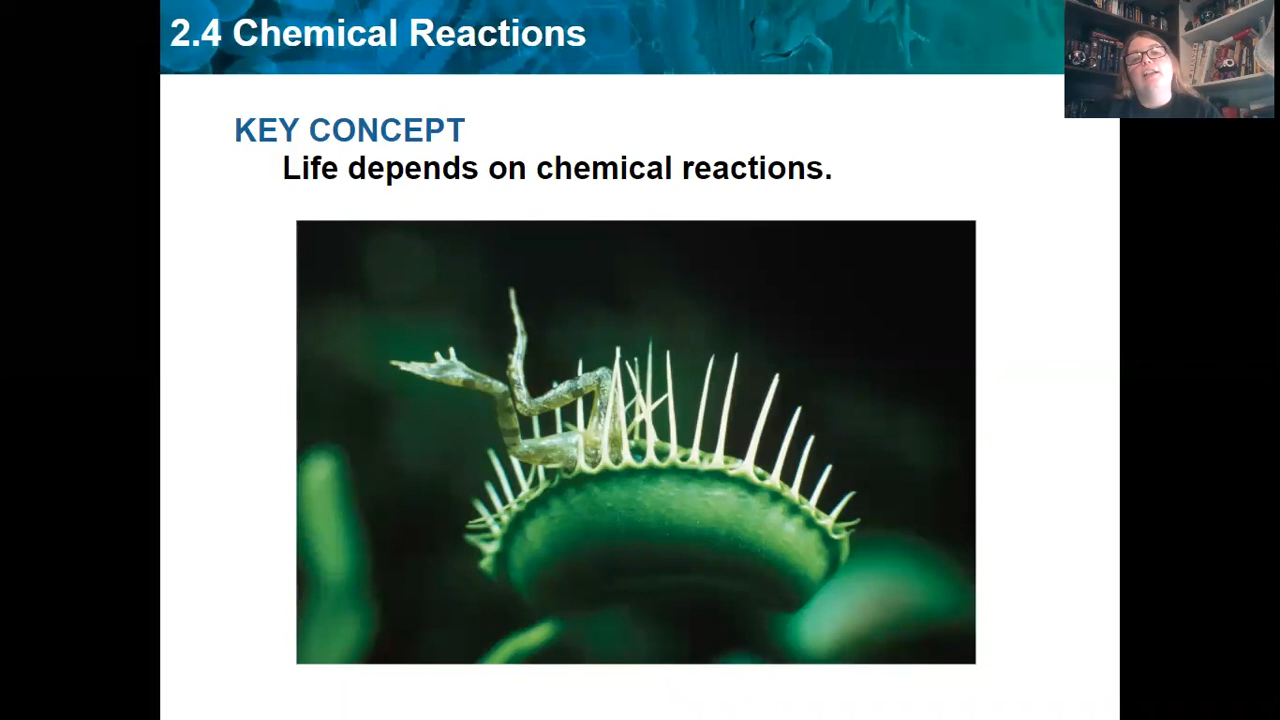 2.4 Chemical Reactions
KEY CONCEPT
Life depends on chemical reactions.